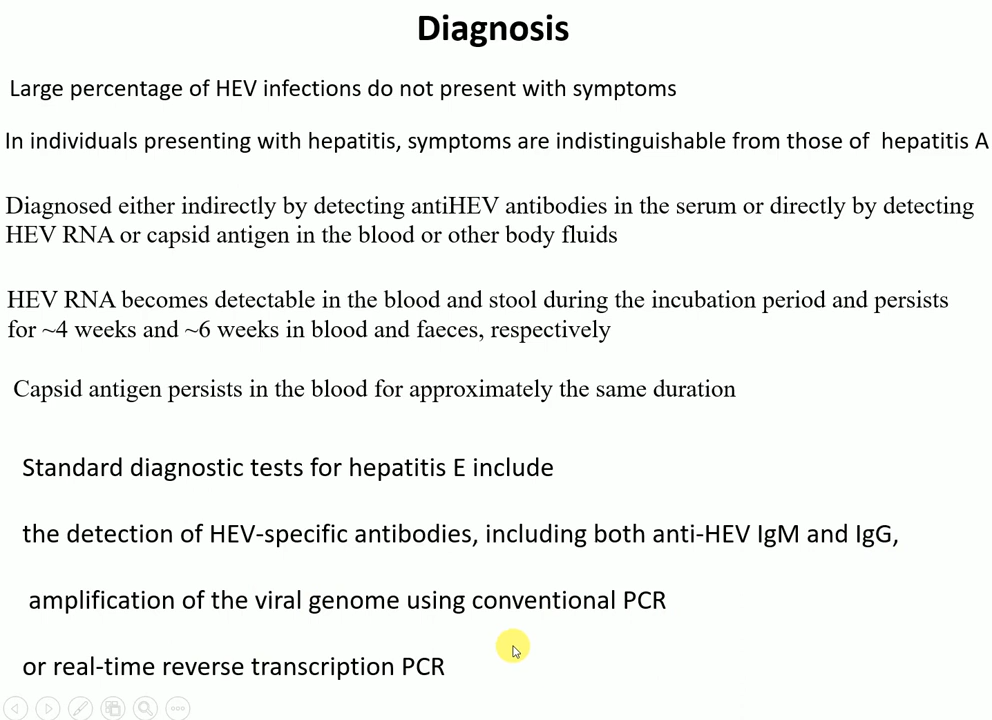 Diagnosis
Large percentage of HEV infections do not present with symptoms
In individuals presenting with hepatitis, symptoms are indistinguishable from those of hepatitis A
Diagnosed either indirectly by detecting antiHEV antibodies in the serum or directly by detecting
HEV RNA or capsid antigen in the blood or other body fluids
HEV RNA becomes detectable in the blood and stool during the incubation period and persists
for ~4 weeks and ~6 weeks in blood and faeces, respectively
Capsid antigen persists in the blood for approximately the same duration
Standard diagnostic tests for hepatitis E include
the detection of HEV-specific antibodies, including both anti-HEV IgM and IgG,
amplification of the viral genome using conventional PCR
or real-time reverse transcription PCR